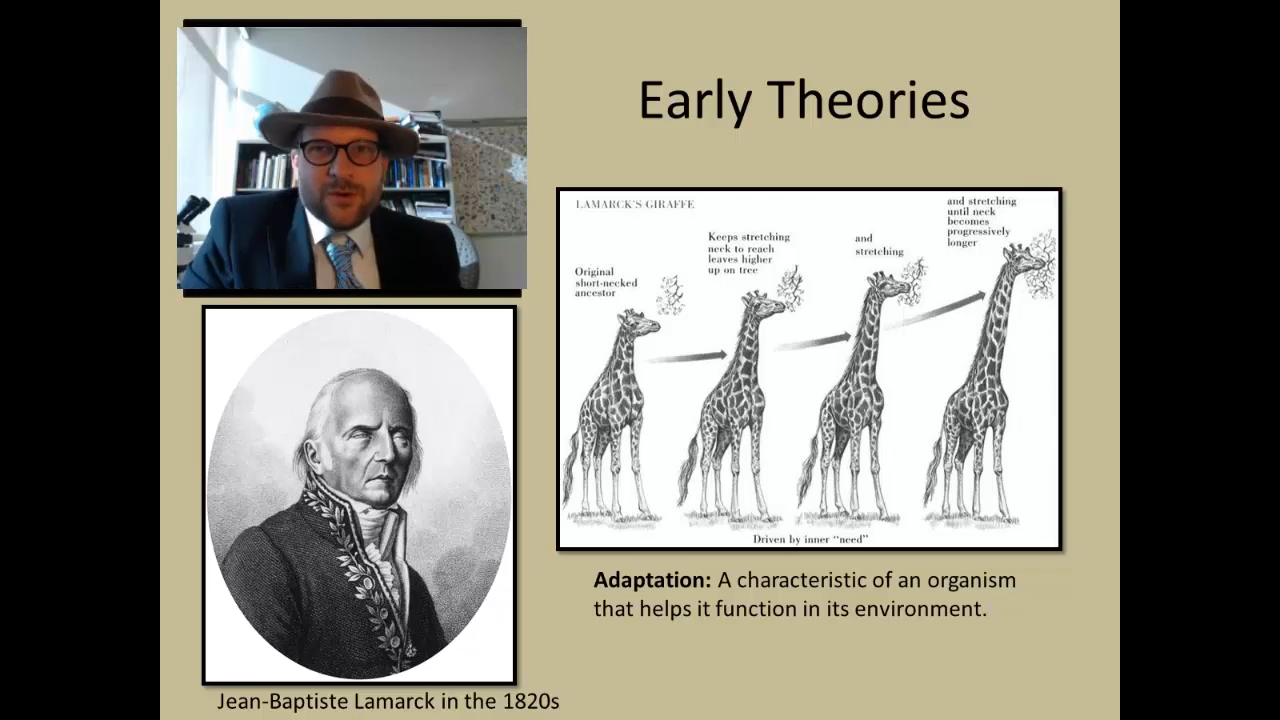 Early Theories
LAMARCK'S GIRAFFE
Original
short-necked
ancestor
Keeps stretching
neck to reach
leaves higher
up on tree
and
stretching
and stretching
until neck
becomes
progressively
longer
Driven by inner "need"
Adaptation: A characteristic of an organism
that helps it function in its environment.
Jean-Baptiste Lamarck in the 1820s